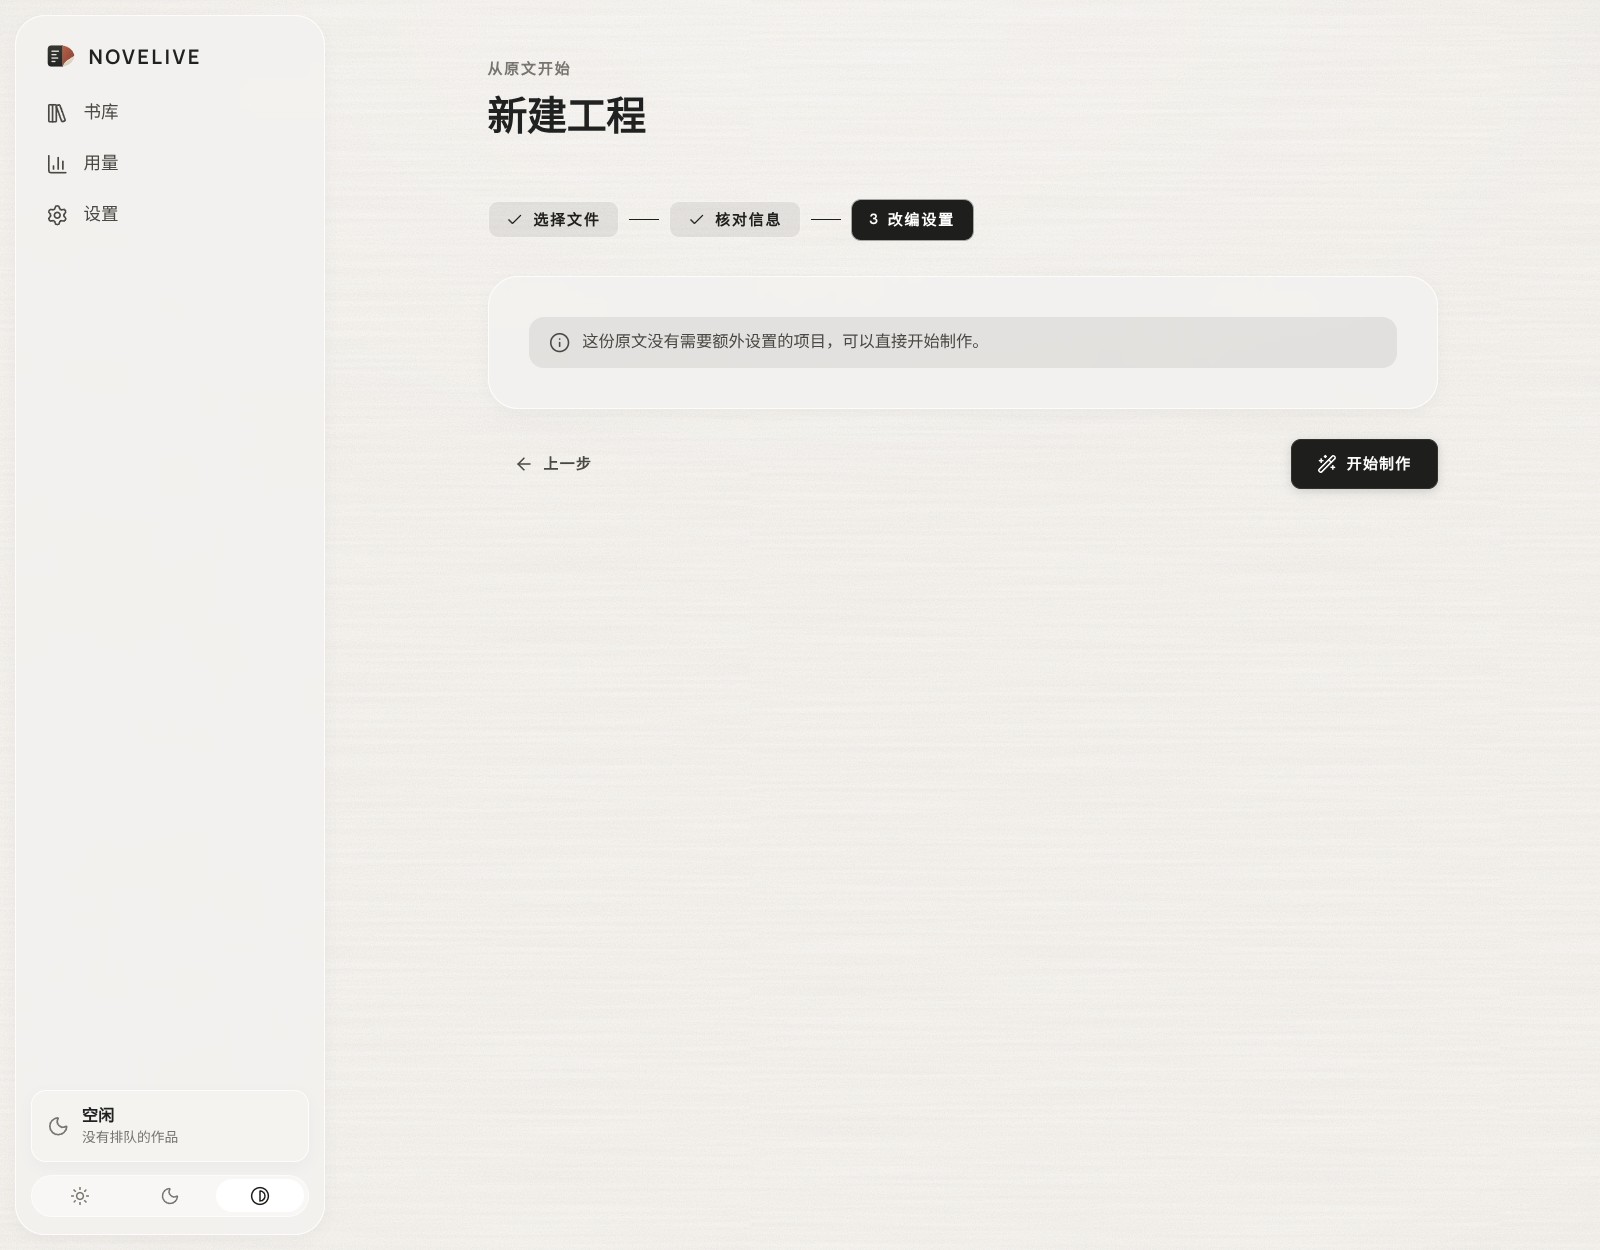 NOVELIVE
书库
用量
设置
从原文开始
新建工程
选择文件
核对信息
3 改编设置
这份原文没有需要额外设置的项目，可以直接开始制作。
上一步
开始制作
空闲
没有排队的作品